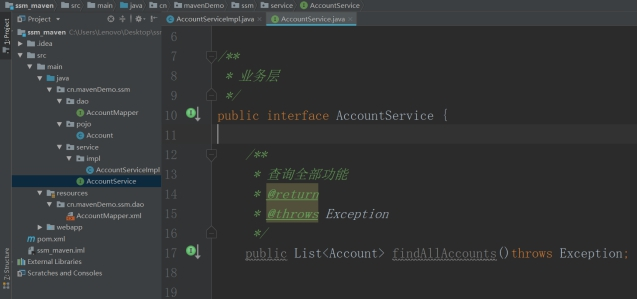 ssm_maven src main java cn mavenDemo ssm service AccountService
Project
AccountServiceImpl.java
AccountService.java
1: Project
Z: Structure
ssm_maven
.idea
src
main
java
cn.mavenDemo.ssm
dao
AccountMapper
pojo
Account
service
impl
AccountServiceImpl
AccountService
resources
cn.mavenDemo.ssm.dao
AccountMapper.xml
webapp
pom.xml
ssm_maven.iml
External Libraries
Scratches and Consoles
6
7 /**
8 * 业务层
9 */
10 public interface AccountService {
11
12 /**
13 * 查询全部功能
14 * @return
15 * @throws Exception
16 */
17 public List<Account> findAllAccounts()throws Exception;
18
19